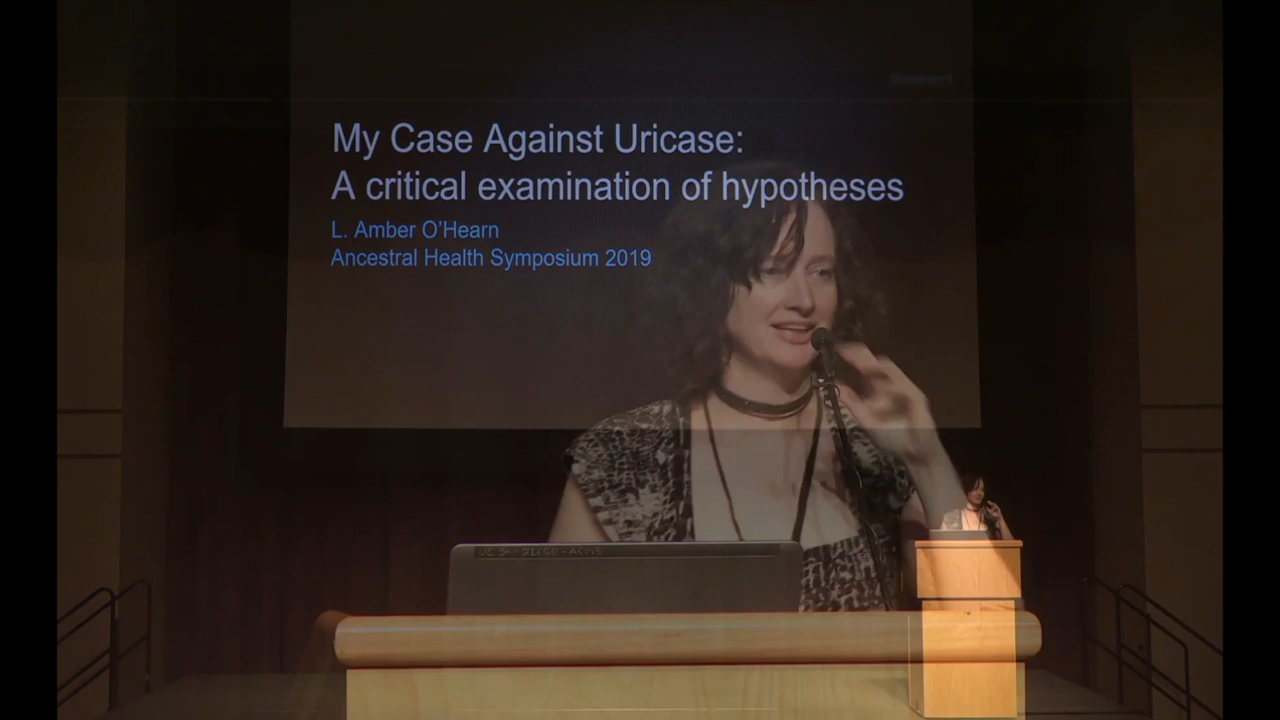 My Case Against Uricase:
A critical examination of hypotheses
L. Amber O'Hearn
Ancestral Health Symposium 2019